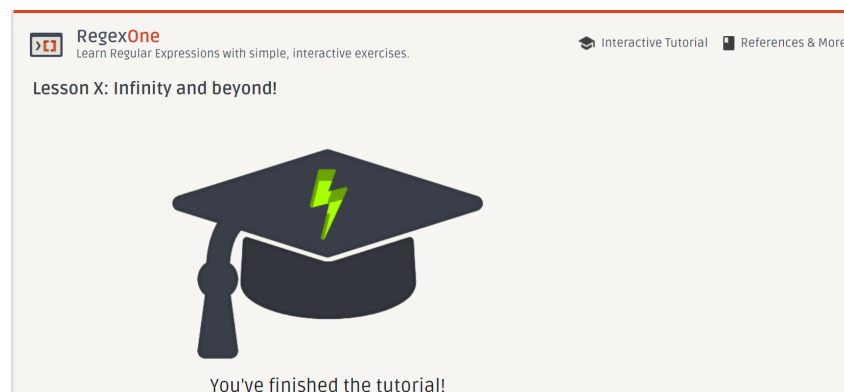 RegexOne
Learn Regular Expressions with simple, interactive exercises.
Interactive Tutorial
References & More
Lesson X: Infinity and beyond!
You've finished the tutorial!